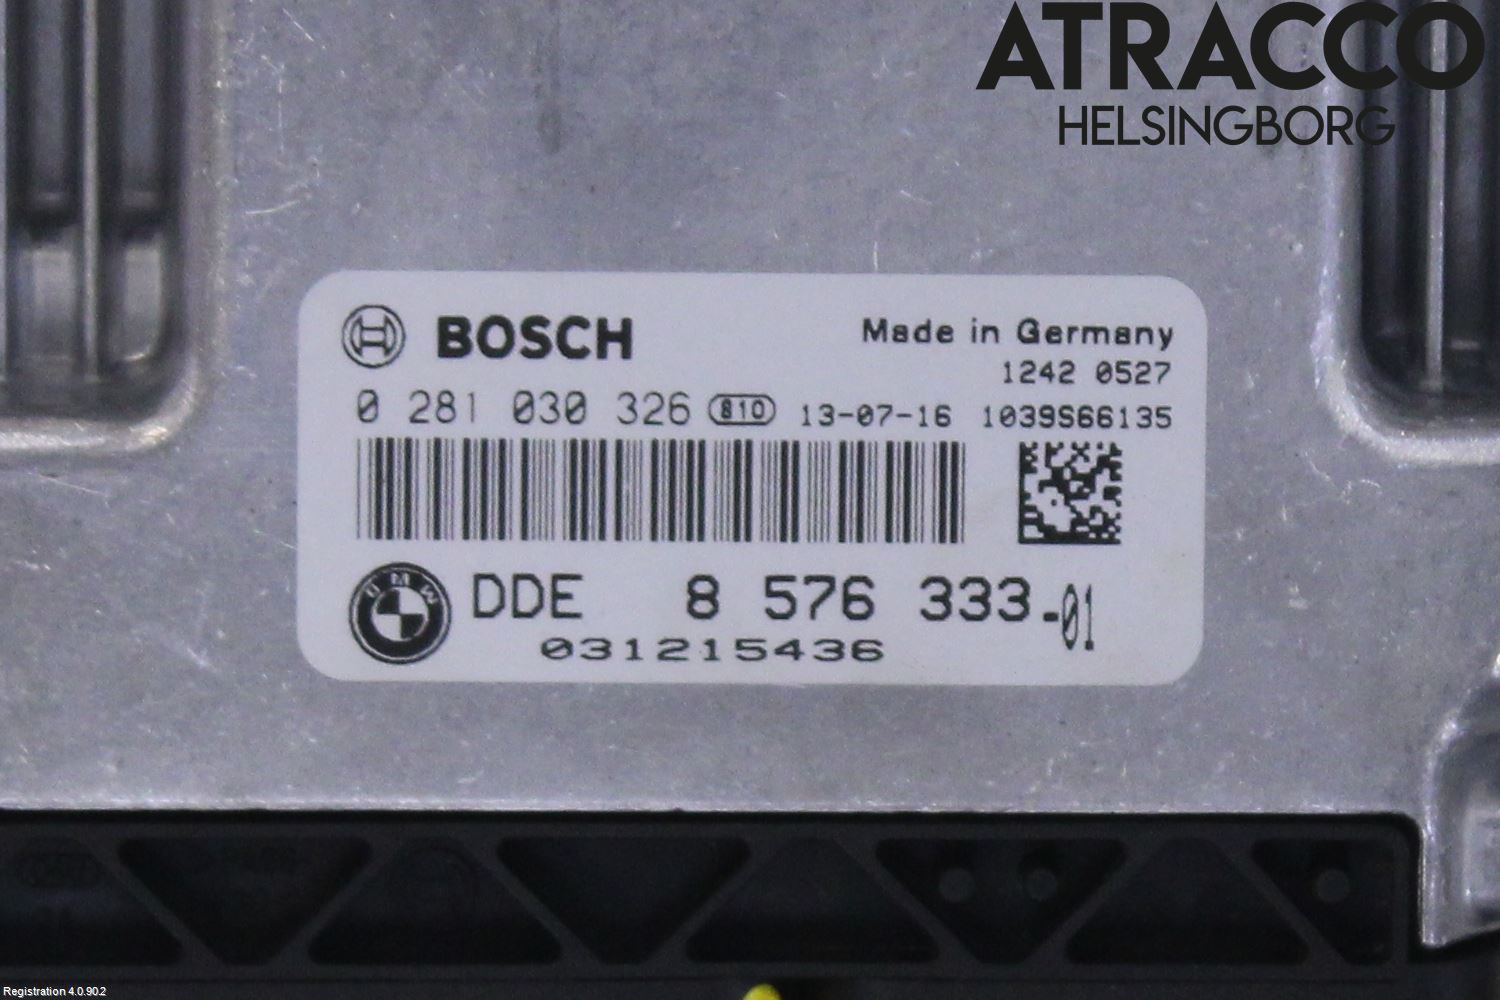 ATRACCO
HELSINGBORG
BOSCH
Made in Germany
1242 0527
0 281 030 326 810 13-07-16 1039S66135
BMW
DDE 8 576 333-01
031215436
Registration 4.0.90.2